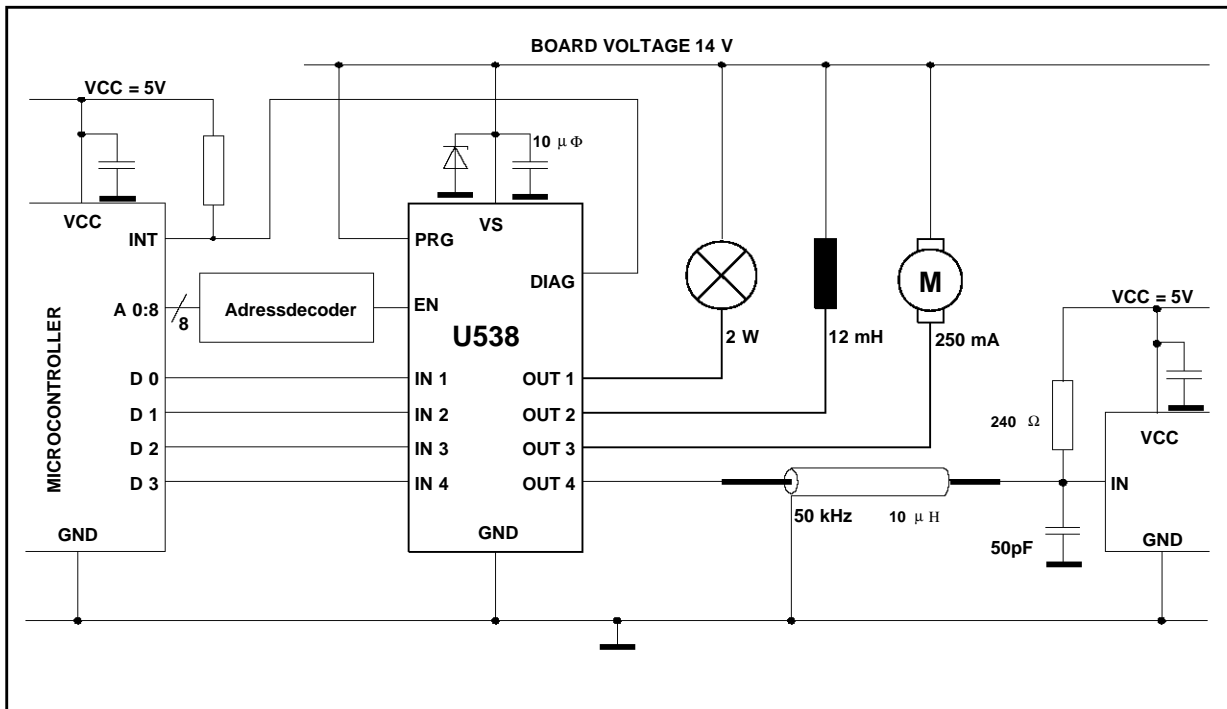 BOARD VOLTAGE 14 V
VCC = 5V
10 μΦ
VCC
VS
INT
PRG
DIAG
A 0:8
8
Adressdecoder
EN
U538
M
VCC = 5V
2 W
12 mH
250 mA
MICROCONTROLLER
D 0
IN 1
OUT 1
D 1
IN 2
OUT 2
240 Ω
D 2
IN 3
OUT 3
VCC
D 3
IN 4
OUT 4
IN
50 kHz
10 μH
GND
GND
50pF
GND